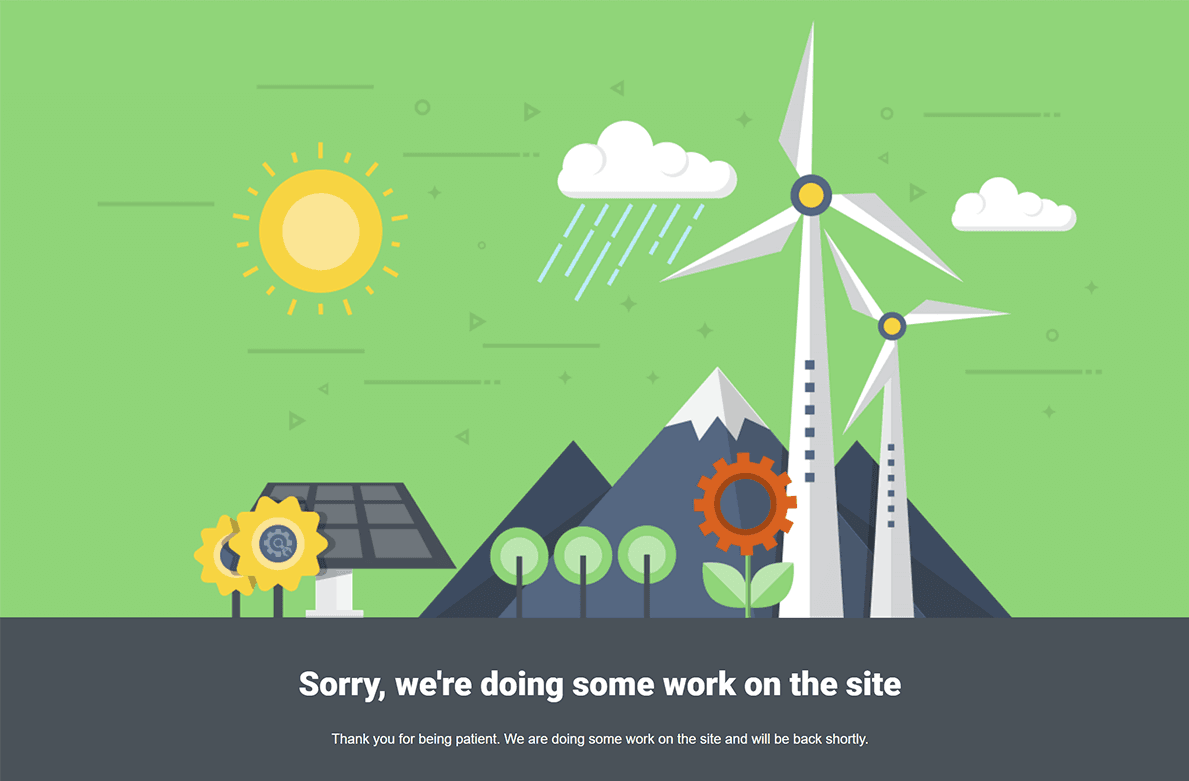 Sorry, we're doing some work on the site
Thank you for being patient. We are doing some work on the site and will be back shortly.